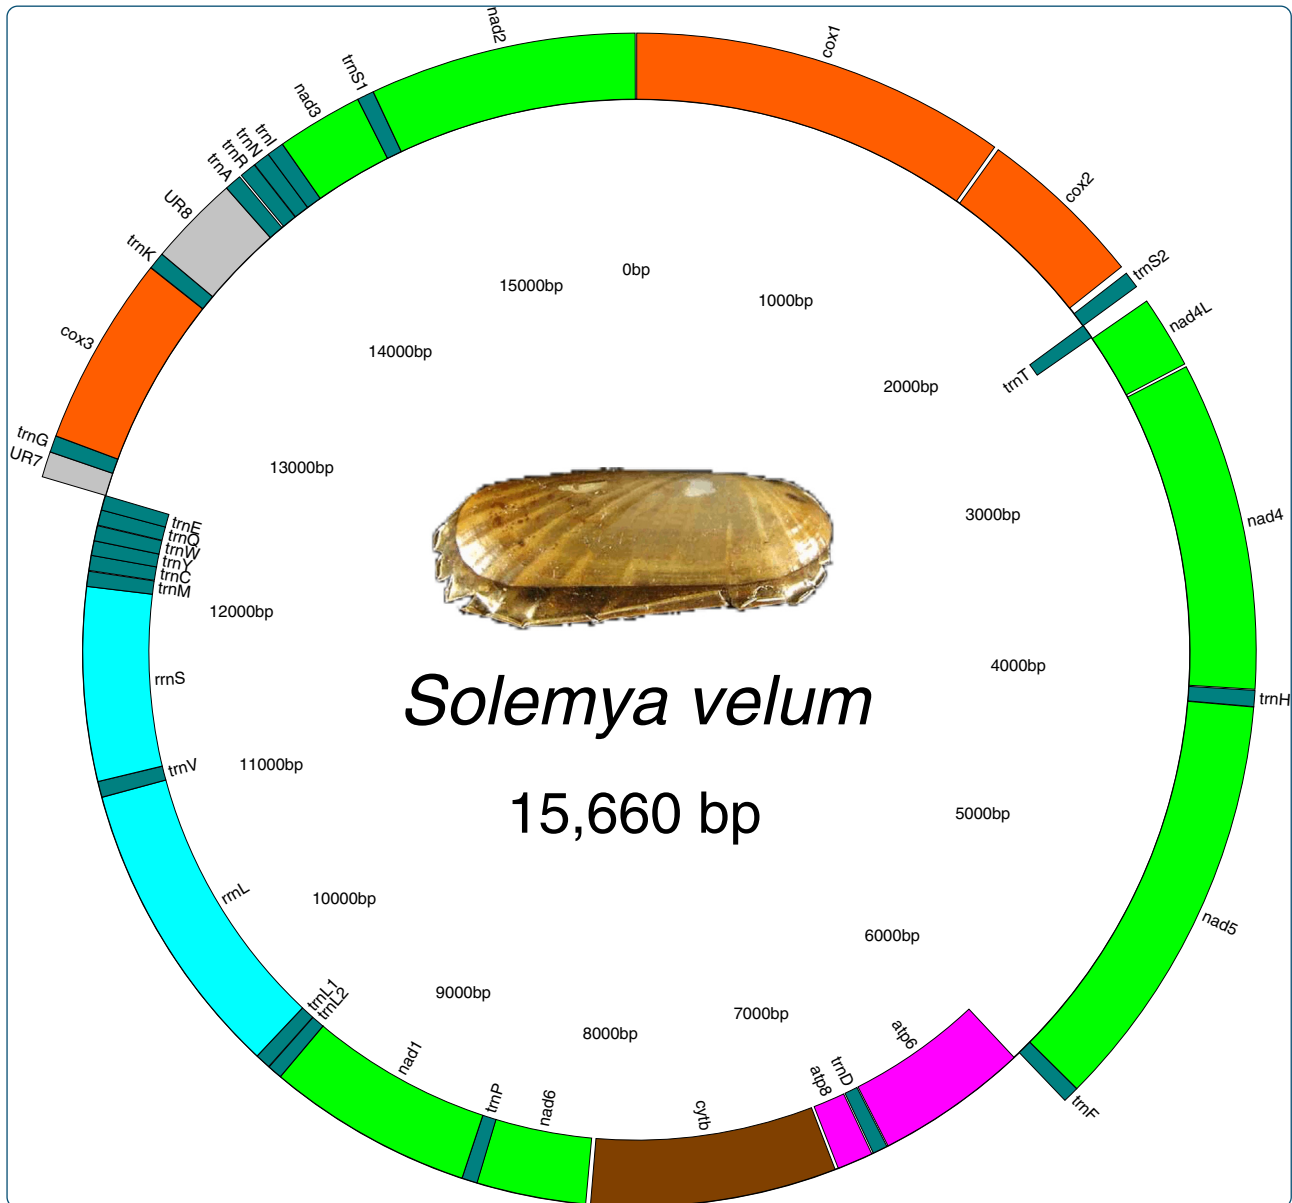 cox1
cox2
trnS2
nad4L
trnT
nad4
trnH
nad5
trnF
atp6
trnD
atp8
cytb
nad6
trnP
nad1
trnL2
trnL1
rrnL
trnV
rrnS
trnM
trnC
trnY
trnW
trnQ
trnE
UR7
trnG
cox3
trnK
UR8
trnA
trnR
trnN
trnI
nad3
trnS1
nad2
0bp
1000bp
2000bp
3000bp
4000bp
5000bp
6000bp
7000bp
8000bp
9000bp
10000bp
11000bp
12000bp
13000bp
14000bp
15000bp
Solemya velum
15,660 bp